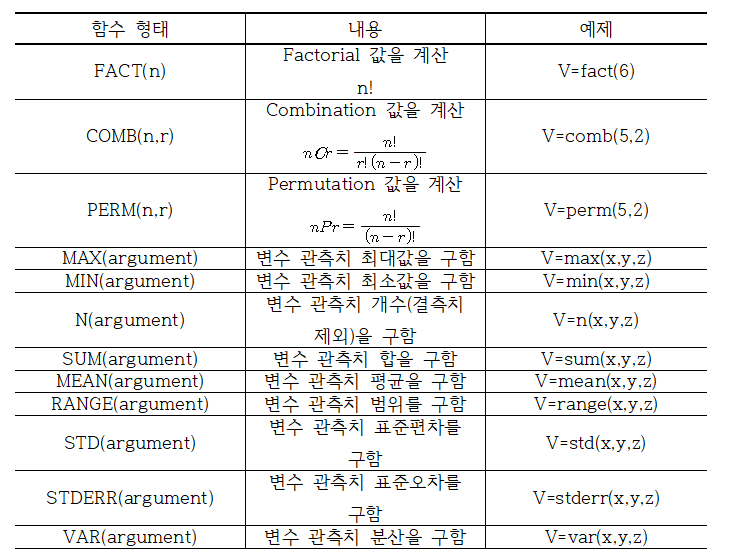 함수 형태 내용 예제
FACT(n) Factorial 값을 계산 V=fact(6)
n!
Combination 값을 계산
COMB(n,r) nCr = n! / r!(n−r)! V=comb(5,2)
Permutation 값을 계산
PERM(n,r) nPr = n! / (n−r)! V=perm(5,2)
MAX(argument) 변수 관측치 최대값을 구함 V=max(x,y,z)
MIN(argument) 변수 관측치 최소값을 구함 V=min(x,y,z)
N(argument) 변수 관측치 개수(결측치 V=n(x,y,z)
제외)을 구함
SUM(argument) 변수 관측치 합을 구함 V=sum(x,y,z)
MEAN(argument) 변수 관측치 평균을 구함 V=mean(x,y,z)
RANGE(argument) 변수 관측치 범위를 구함 V=range(x,y,z)
STD(argument) 변수 관측치 표준편차를 V=std(x,y,z)
구함
STDERR(argument) 변수 관측치 표준오차를 V=stderr(x,y,z)
구함
VAR(argument) 변수 관측치 분산을 구함 V=var(x,y,z)